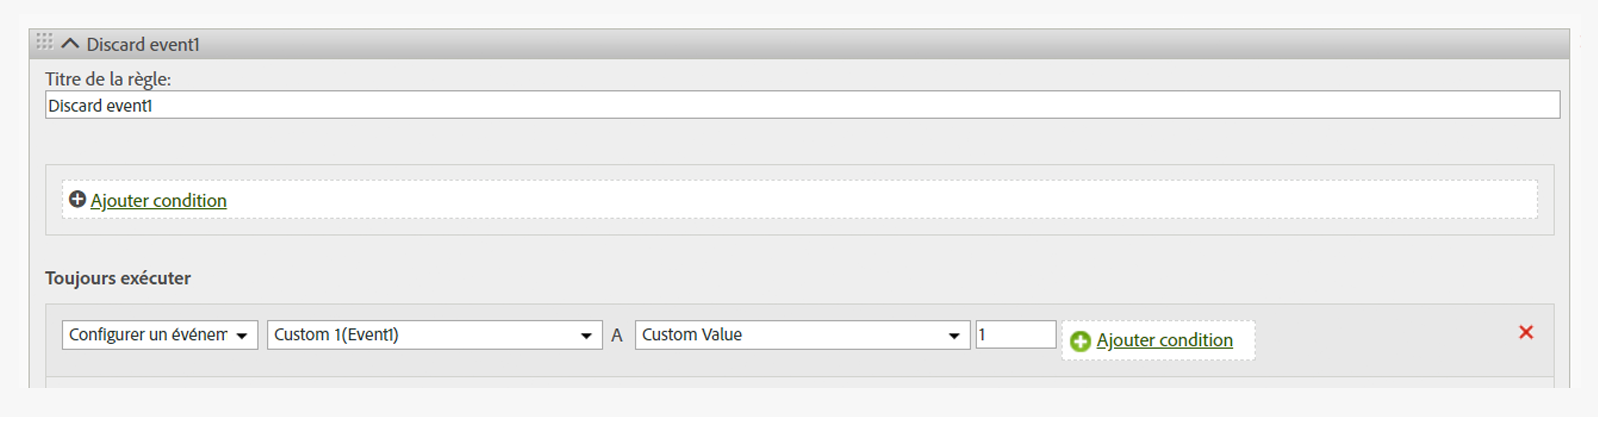 Discard event1
Titre de la règle:
Discard event1
Ajouter condition
Toujours exécuter
Configurer un événem Custom 1(Event1) A Custom Value 1 Ajouter condition